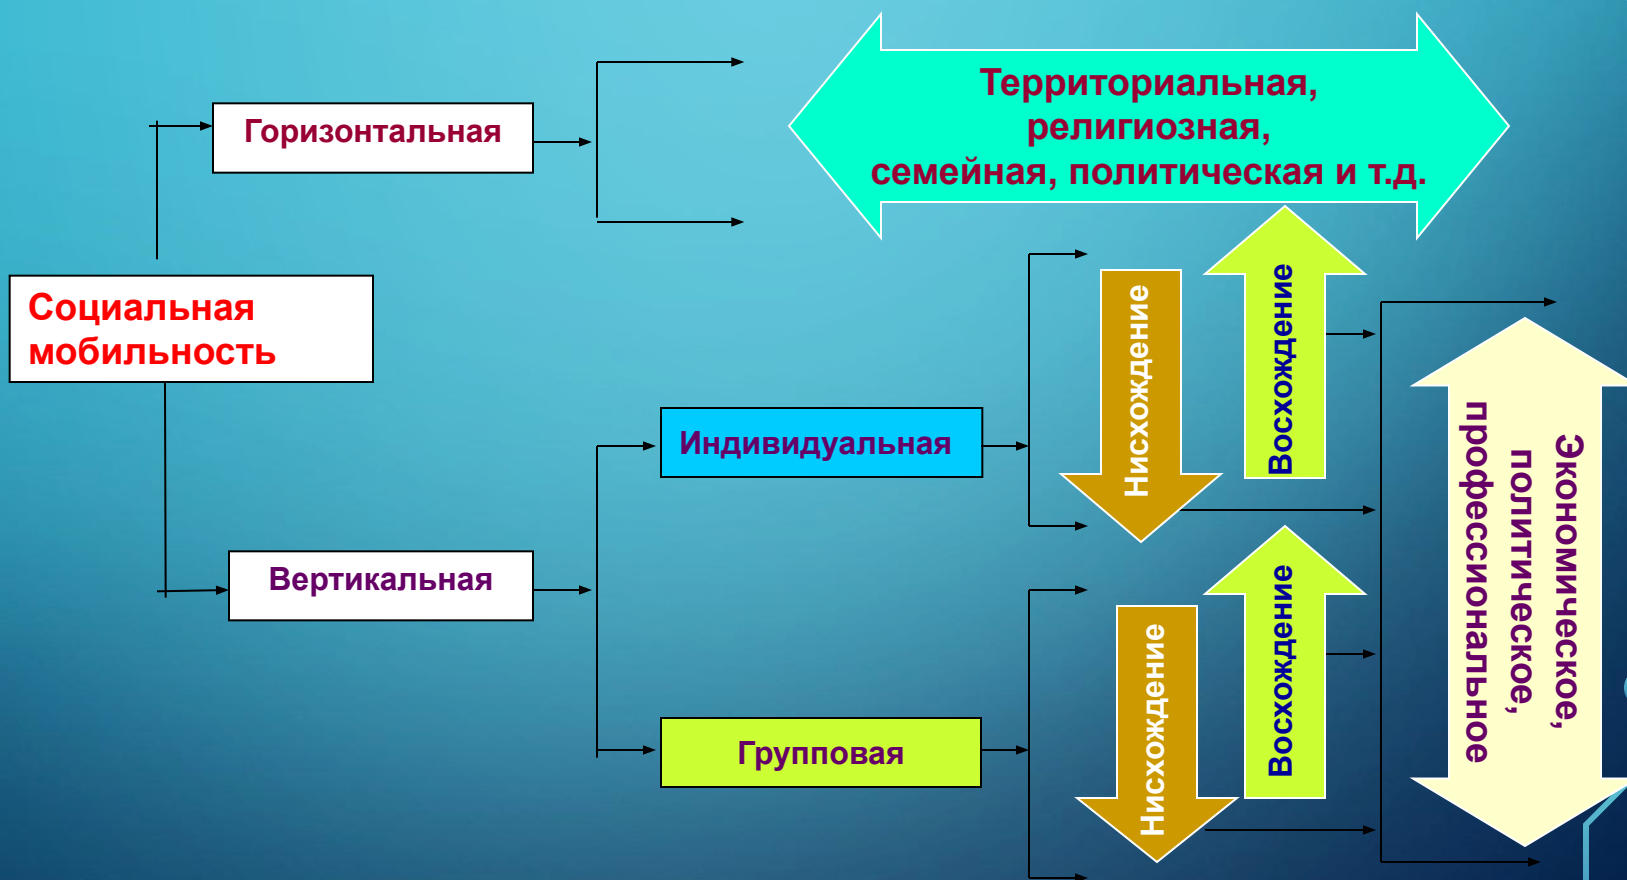 Территориальная,
религиозная,
семейная, политическая и т.д.
Горизонтальная
Социальная
мобильность
Нисхождение
Восхождение
Индивидуальная
Экономическое,
политическое,
профессиональное
Вертикальная
Нисхождение
Восхождение
Групповая